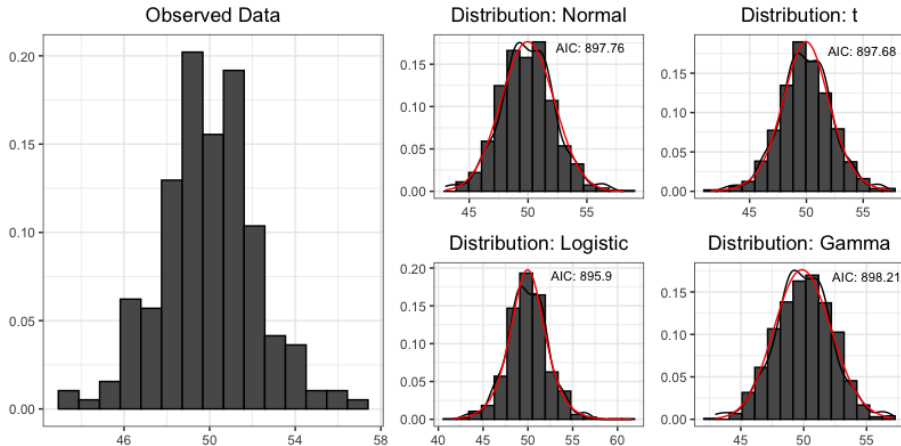 Observed Data
0.20
0.15
0.10
0.05
0.00
46 50 54 58
Distribution: Normal
AIC: 897.76
0.15
0.10
0.05
0.00
45 50 55
Distribution: t
AIC: 897.68
0.15
0.10
0.05
0.00
45 50 55
Distribution: Logistic
AIC: 895.9
0.20
0.15
0.10
0.05
0.00
40 45 50 55 60
Distribution: Gamma
AIC: 898.21
0.15
0.10
0.05
0.00
45 50 55